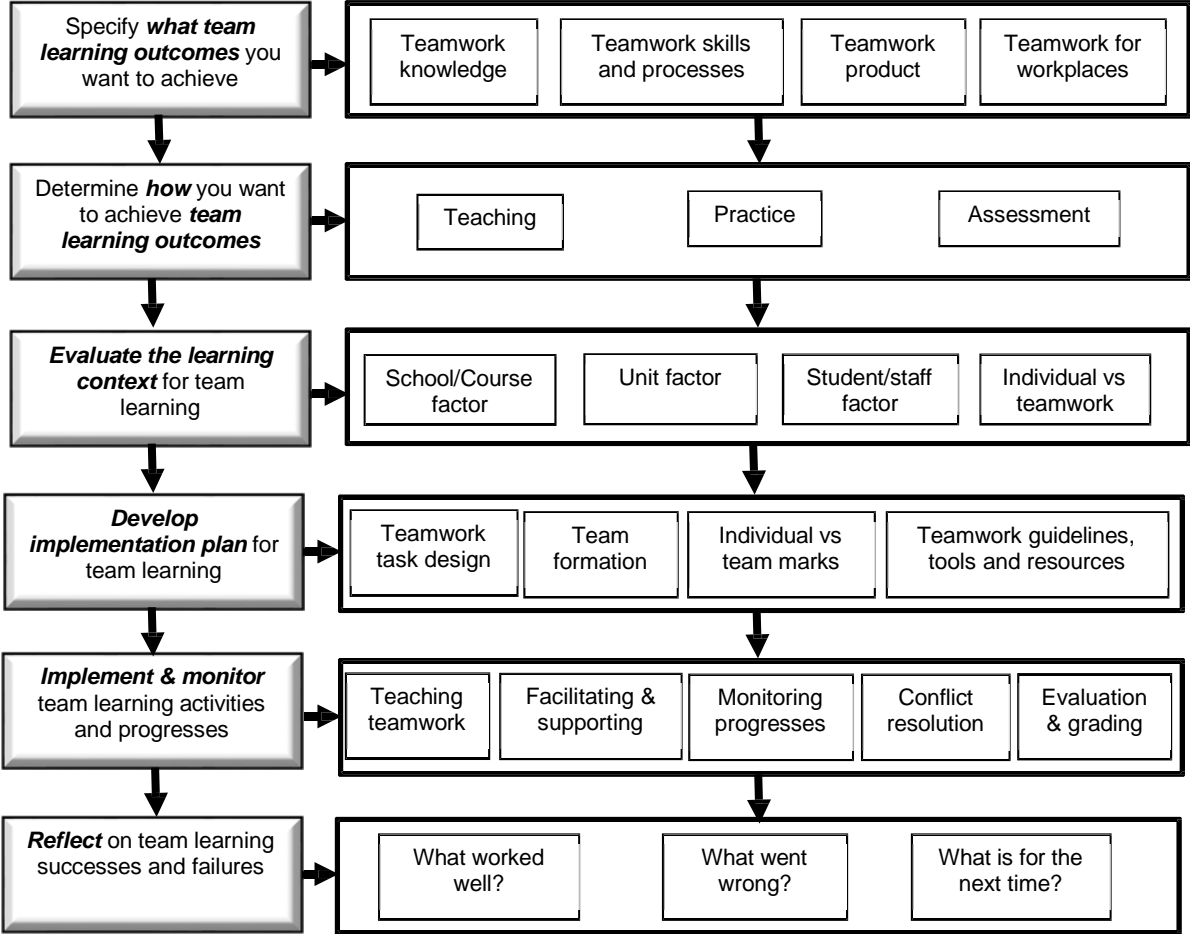 Specify what team
learning outcomes you
want to achieve
Teamwork
knowledge
Teamwork skills
and processes
Teamwork
product
Teamwork for
workplaces
Determine how you want
to achieve team
learning outcomes
Teaching
Practice
Assessment
Evaluate the learning
context for team
learning
School/Course
factor
Unit factor
Student/staff
factor
Individual vs
teamwork
Develop
implementation plan for
team learning
Teamwork
task design
Team
formation
Individual vs
team marks
Teamwork guidelines,
tools and resources
Implement & monitor
team learning activities
and progresses
Teaching
teamwork
Facilitating &
supporting
Monitoring
progresses
Conflict
resolution
Evaluation
& grading
Reflect on team learning
successes and failures
What worked
well?
What went
wrong?
What is for the
next time?